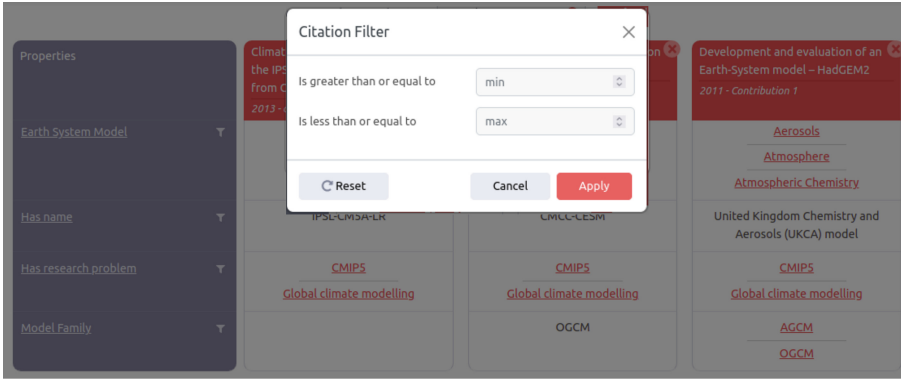 Citation Filter
Is greater than or equal to
min
Is less than or equal to
max
Reset
Cancel
Apply
Properties
Climat
the IPS
from C
2013 -
on
Development and evaluation of an
Earth-System model – HadGEM2
2011 - Contribution 1
Earth System Model
Aerosols
Atmosphere
Atmospheric Chemistry
Has name
IPSL-CM5A-LR
CMCC-CESM
United Kingdom Chemistry and
Aerosols (UKCA) model
Has research problem
CMIP5
CMIP5
CMIP5
Global climate modelling
Global climate modelling
Global climate modelling
Model Family
OGCM
AGCM
OGCM